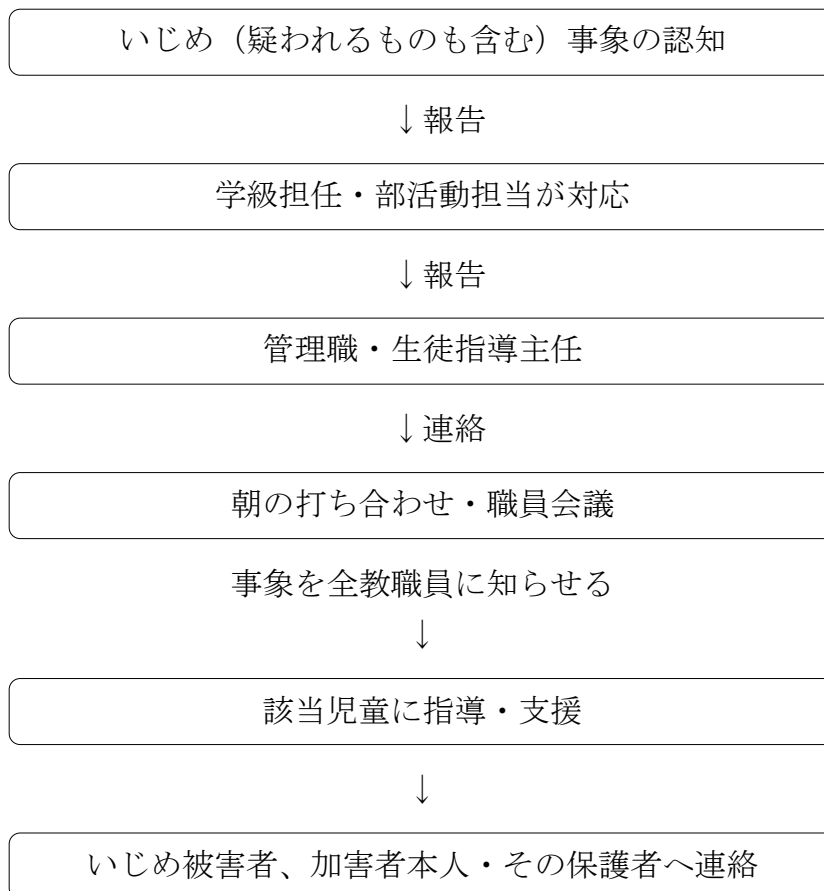 いじめ（疑われるものも含む）事象の認知
↓報告
学級担任・部活動担当が対応
↓報告
管理職・生徒指導主任
↓連絡
朝の打ち合わせ・職員会議
事象を全教職員に知らせる
↓
該当児童に指導・支援
↓
いじめ被害者、加害者本人・その保護者へ連絡